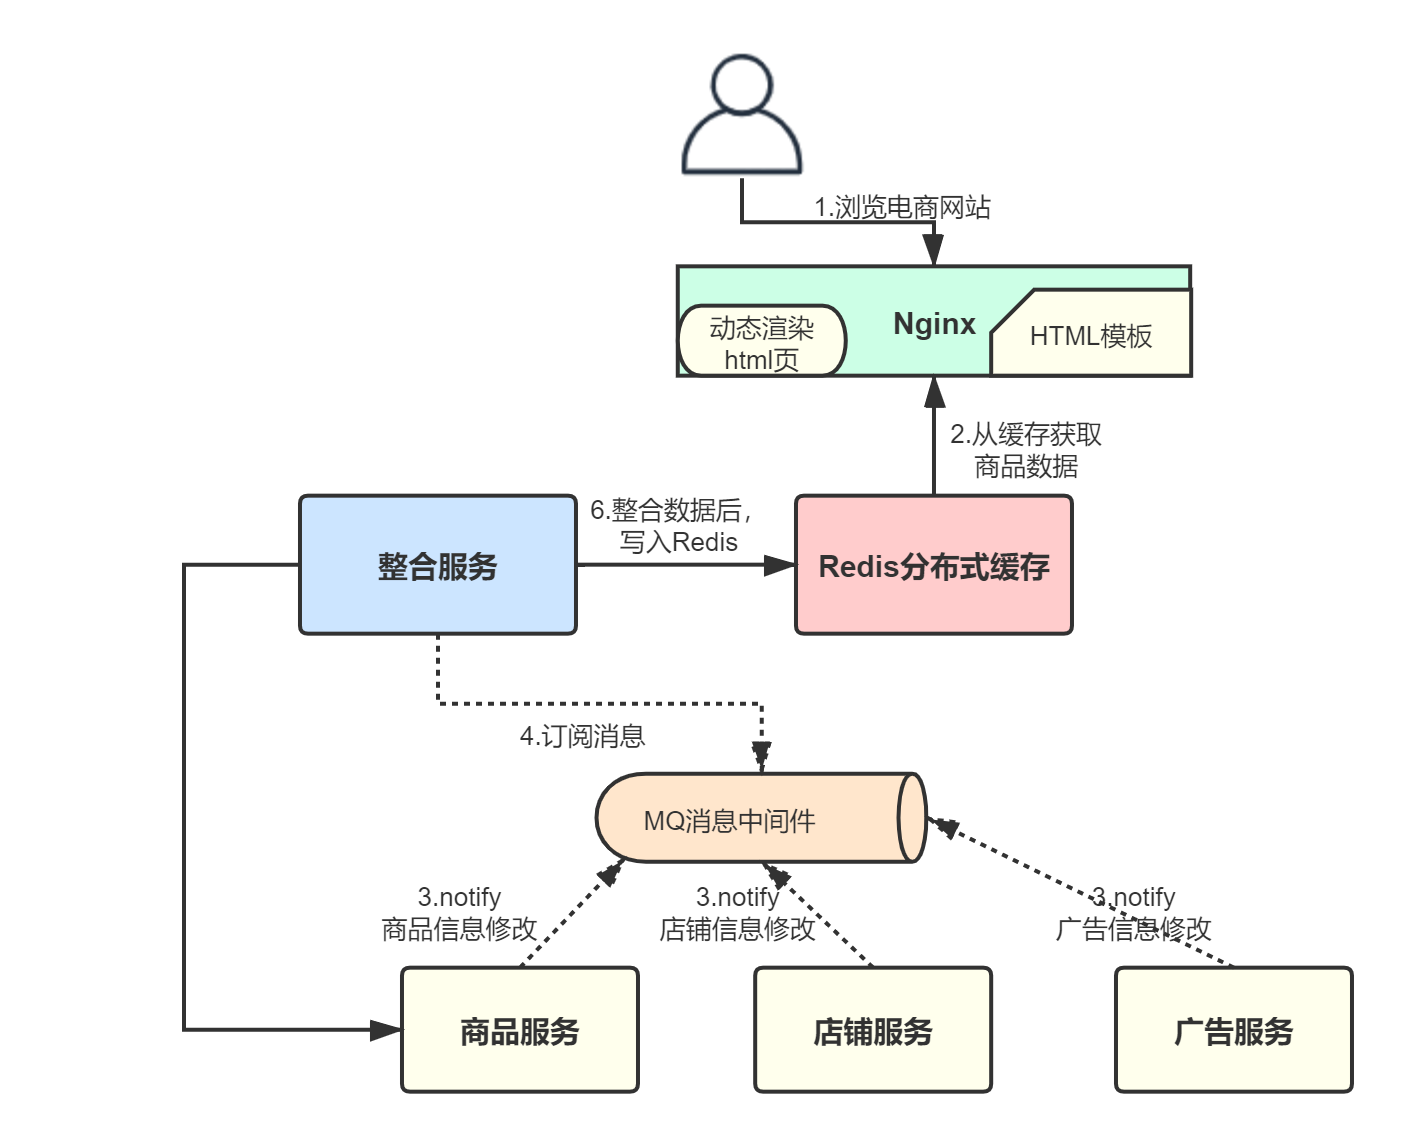 1.浏览电商网站
动态渲染
html页
Nginx
HTML模板
2.从缓存获取
商品数据
6.整合数据后，
写入Redis
整合服务
Redis分布式缓存
4.订阅消息
MQ消息中间件
3.notify
商品信息修改
3.notify
店铺信息修改
3.notify
广告信息修改
商品服务
店铺服务
广告服务